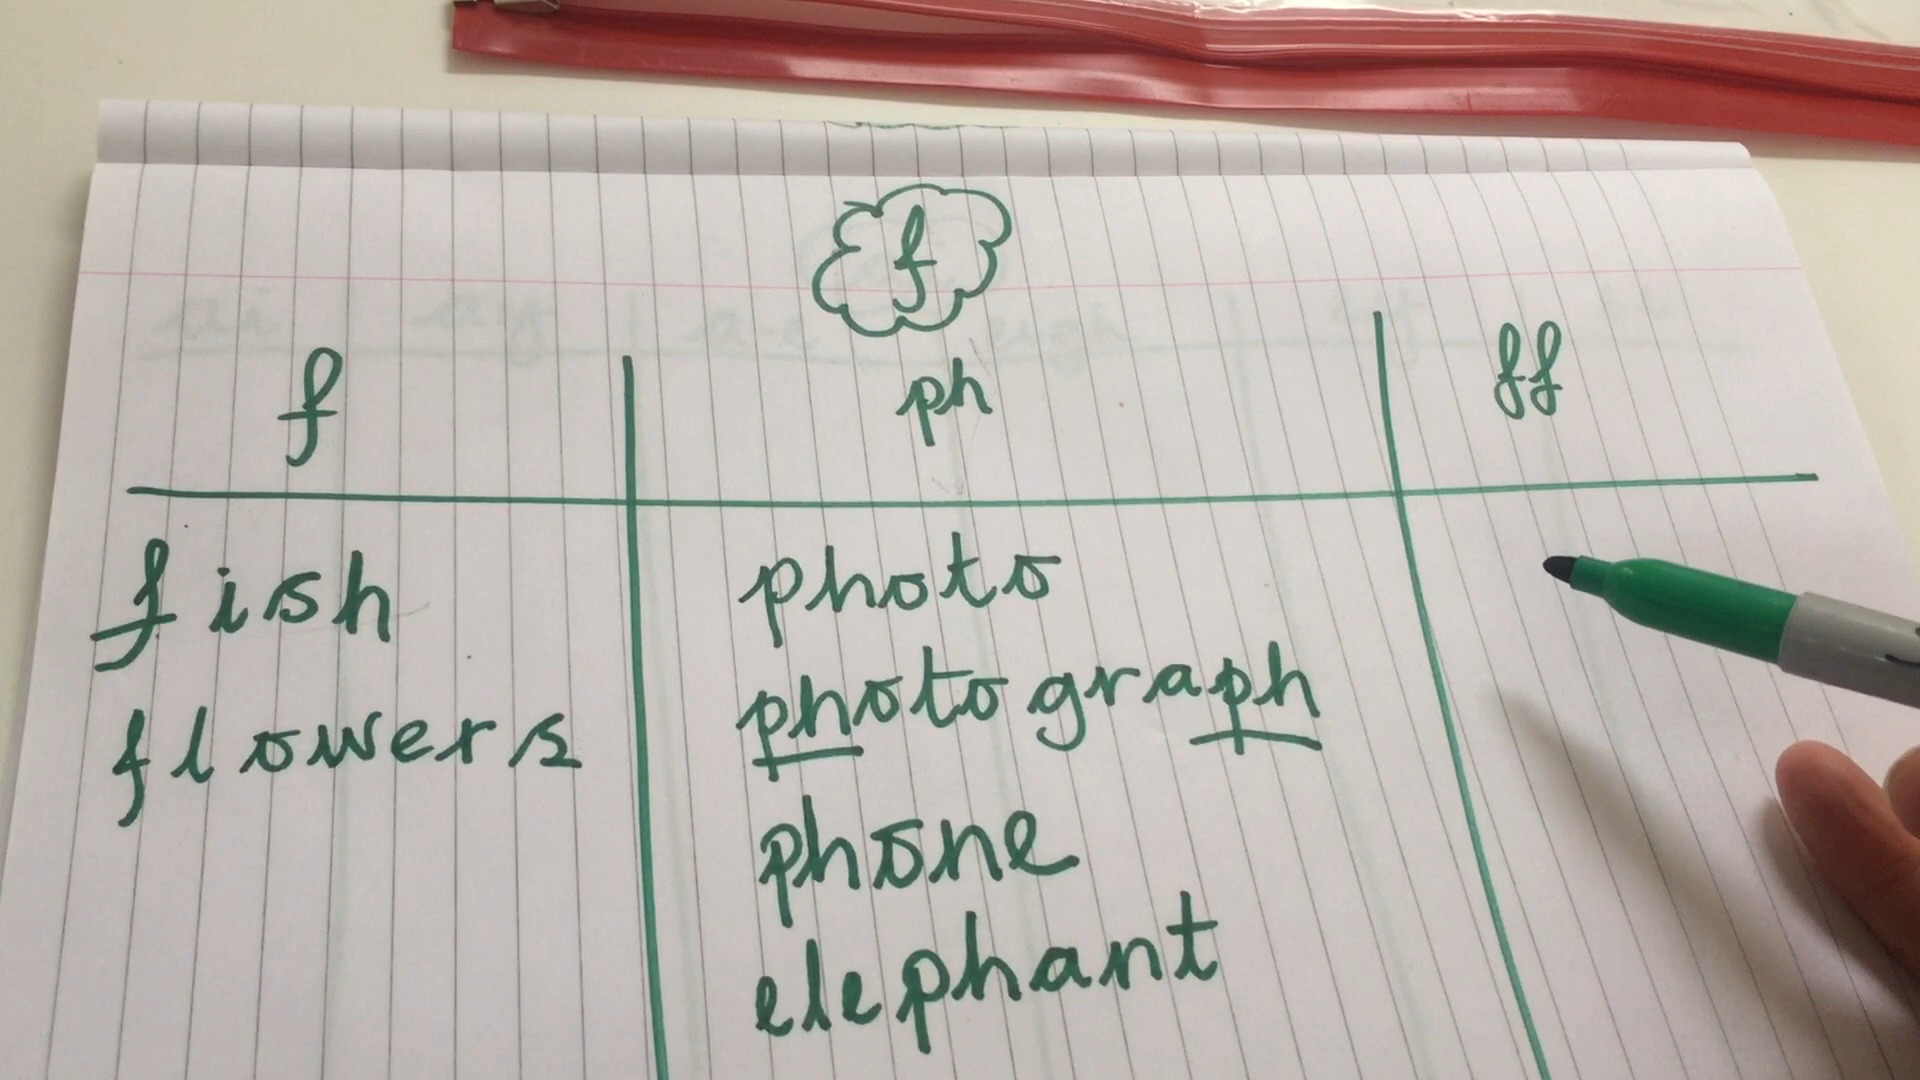 f
f ph ff
fish photo
flowers photograph
phone
elephant